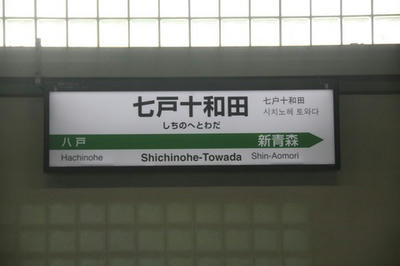 七戸十和田
しちのへとわだ
七户十和田
시치노헤 토와다
八戸
新青森
Hachinohe
Shichinohe-Towada
Shin-Aomori